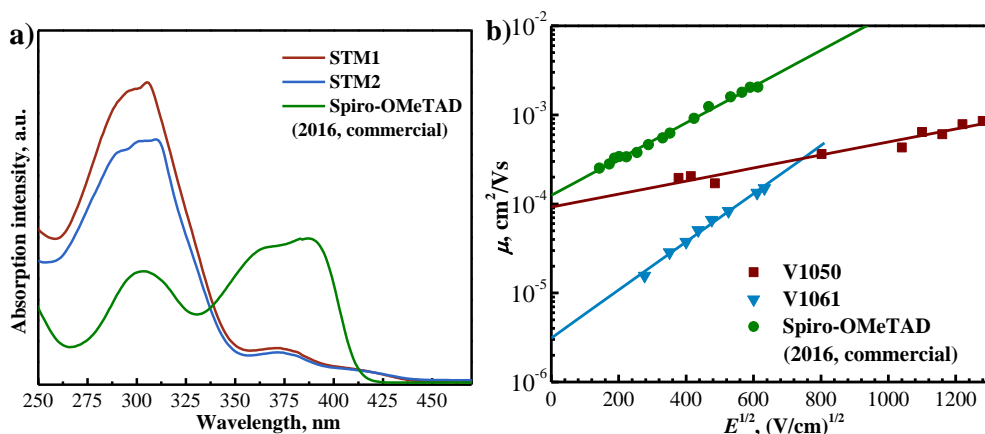 a)
STM1
STM2
Spiro-OMeTAD
(2016, commercial)
Absorption intensity, a.u.
250 275 300 325 350 375 400 425 450
Wavelength, nm
b)
10⁻²
10⁻³
10⁻⁴
10⁻⁵
10⁻⁶
μ, cm²/Vs
V1050
V1061
Spiro-OMeTAD
(2016, commercial)
0 200 400 600 800 1000 1200
E^1/2, (V/cm)^1/2